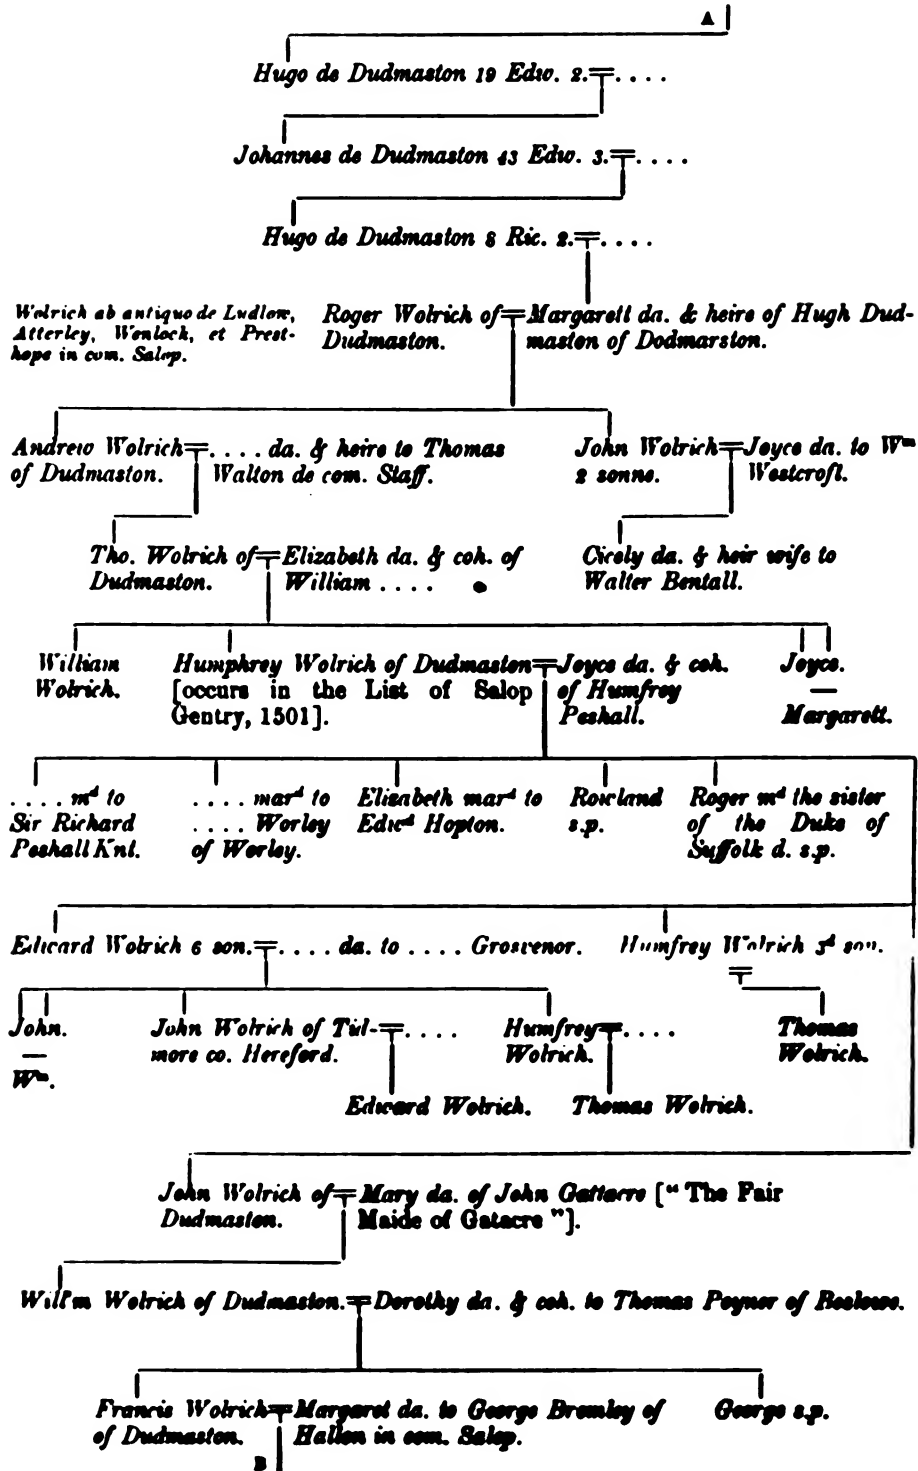 A
Hugo de Dudmaston 19 Edw. 2. = . . . .
Johannes de Dudmaston 43 Edw. 3. = . . . .
Hugo de Dudmaston 8 Ric. 2. = . . . .
Wolrich ab antiquo de Ludlow,
Atterley, Wenlock, et Prest-
hope in com. Salop.
Roger Wolrich of = Margarett da. & heire of Hugh Dud-
Dudmaston. maston of Dodmarston.
Andrew Wolrich = . . . . da. & heire to Thomas
of Dudmaston. Walton de com. Staff.
John Wolrich = Joyce da. to Wm
2 sonne. Westcroft.
Tho. Wolrich of = Elizabeth da. & coh. of
Dudmaston. William . . . .
Cicely da. & heir wife to
Walter Bentall.
William
Wolrich.
Humphrey Wolrich of Dudmaston = Joyce da. & coh.
[occurs in the List of Salop of Humfrey
Gentry, 1501]. Peshall.
Joyce.
—
Margarett.
. . . . md to
Sir Richard
Peshall Knt.
. . . . mard to
. . . . Worley
of Worley.
Elizabeth mard to
Edwd Hopton.
Rowland
s.p.
Roger md the sister
of the Duke of
Suffolk d. s.p.
Edward Wolrich 6 son. = . . . . da. to . . . . Grosvenor.
Humfrey Wolrich 3d son.
=
John.
—
Wm.
John Wolrich of Tid- = . . . .
more co. Hereford.
Humfrey = . . . .
Wolrich.
Thomas
Wolrich.
Edward Wolrich. Thomas Wolrich.
John Wolrich of = Mary da. of John Gattacre ["The Fair
Dudmaston. Maide of Gatacre"].
Will'm Wolrich of Dudmaston. = Dorothy da. & coh. to Thomas Poyner of Beslowe.
Francis Wolrich = Margaret da. to George Bromley of
of Dudmaston. Hallon in com. Salop.
George s.p.
B